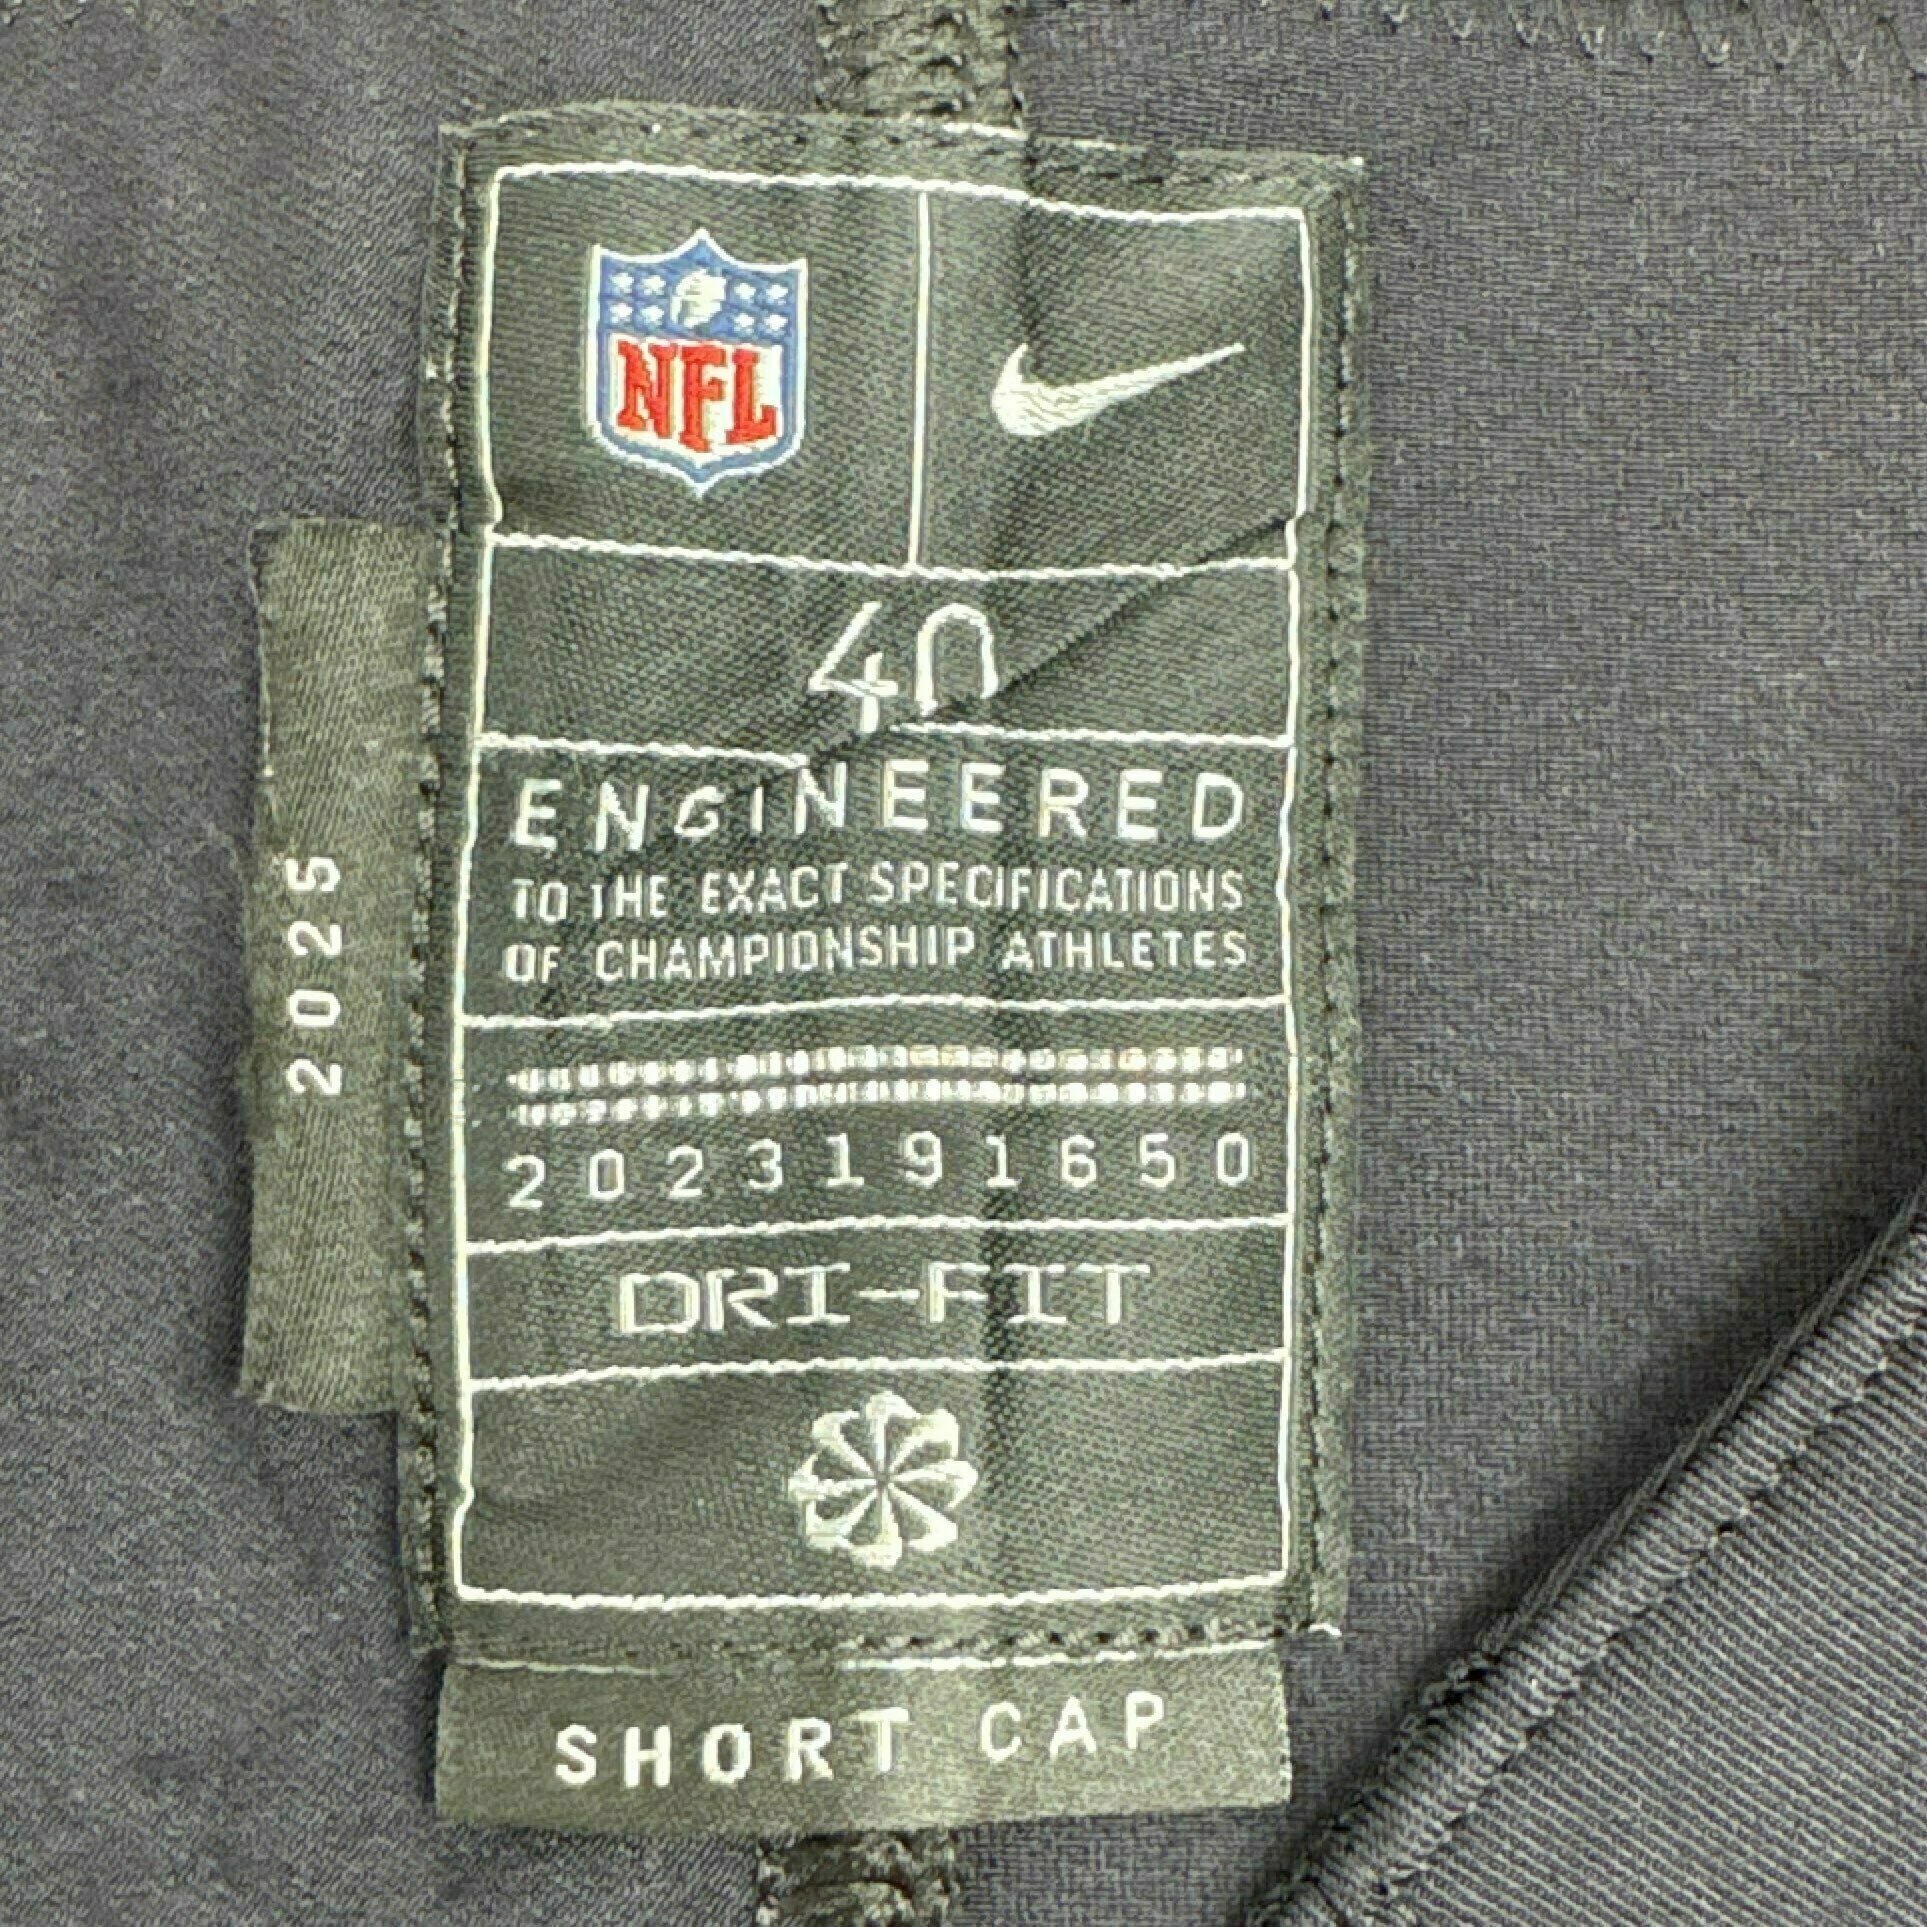 NFL
40
ENGINEERED
TO THE EXACT SPECIFICATIONS
OF CHAMPIONSHIP ATHLETES
2023191650
DRI-FIT
SHORT CAP
2025